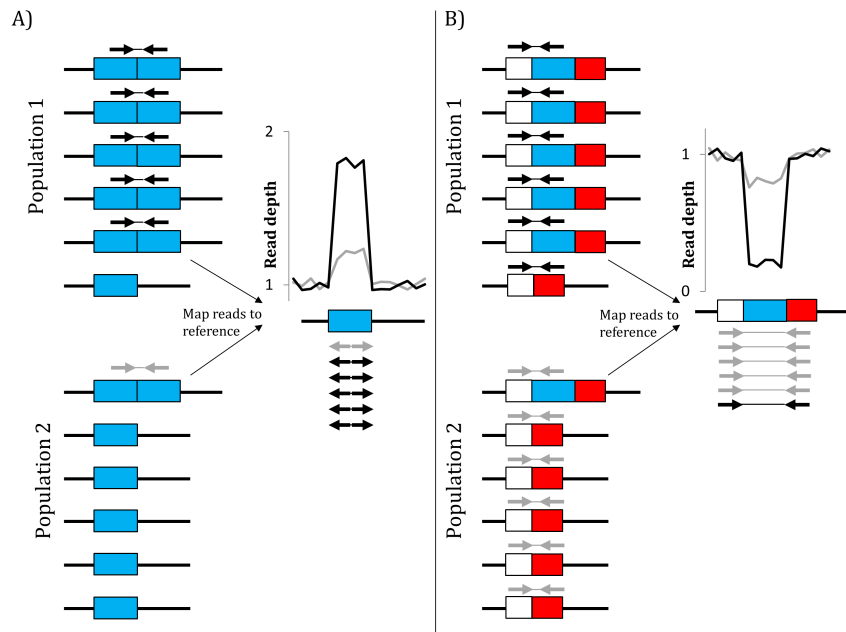 A)
Population 1
2
Read depth
1
Map reads to
reference
Population 2
B)
Population 1
1
Read depth
0
Map reads to
reference
Population 2